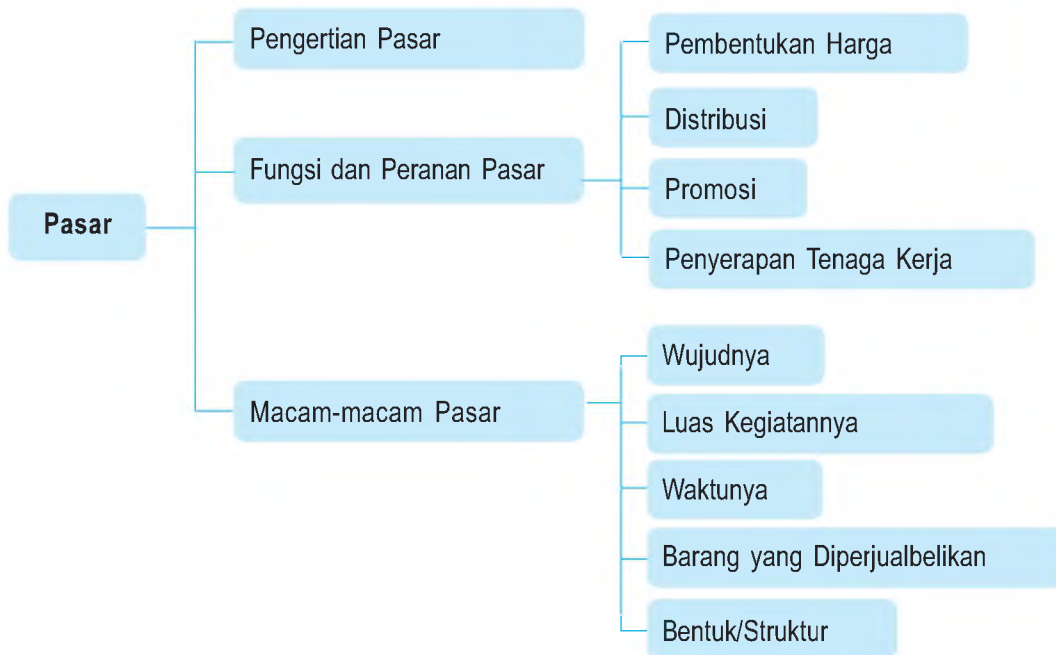 Pasar
Pengertian Pasar
Fungsi dan Peranan Pasar
Pembentukan Harga
Distribusi
Promosi
Penyerapan Tenaga Kerja
Macam-macam Pasar
Wujudnya
Luas Kegiatannya
Waktunya
Barang yang Diperjualbelikan
Bentuk/Struktur